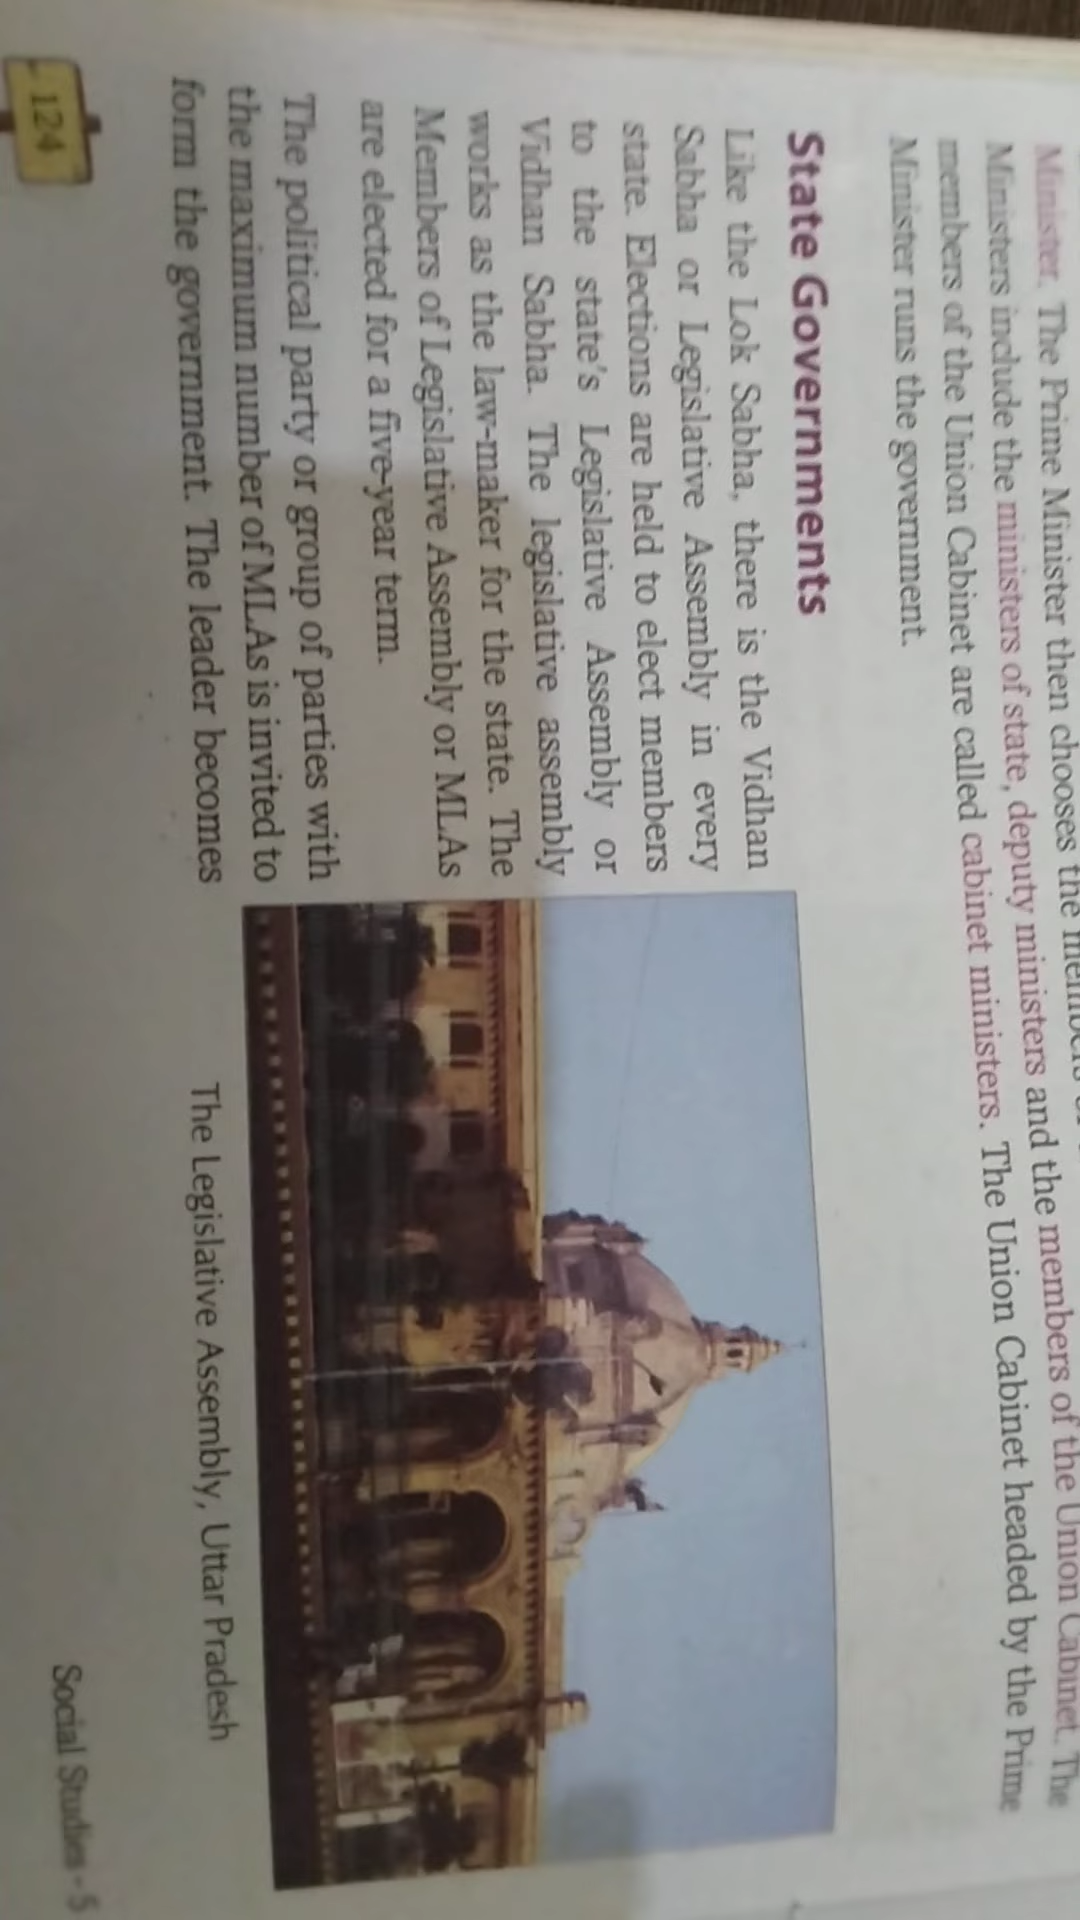 Minister. The Prime Minister then chooses the members of
Ministers include the ministers of state, deputy ministers and the members of the Union Cabinet. The
members of the Union Cabinet are called cabinet ministers. The Union Cabinet headed by the Prime
Minister runs the government.
State Governments
Like the Lok Sabha, there is the Vidhan
Sabha or Legislative Assembly in every
state. Elections are held to elect members
to the state's Legislative Assembly or
Vidhan Sabha. The legislative assembly
works as the law-maker for the state. The
Members of Legislative Assembly or MLAs
are elected for a five-year term.
The political party or group of parties with
the maximum number of MLAs is invited to
form the government. The leader becomes
The Legislative Assembly, Uttar Pradesh
124
Social Studies - 5